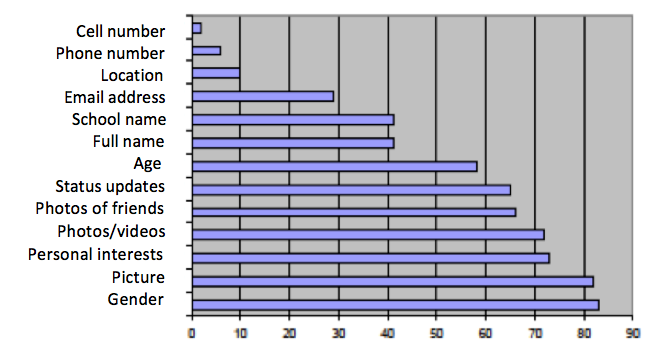 Cell number
Phone number
Location
Email address
School name
Full name
Age
Status updates
Photos of friends
Photos/videos
Personal interests
Picture
Gender
0 10 20 30 40 50 60 70 80 90